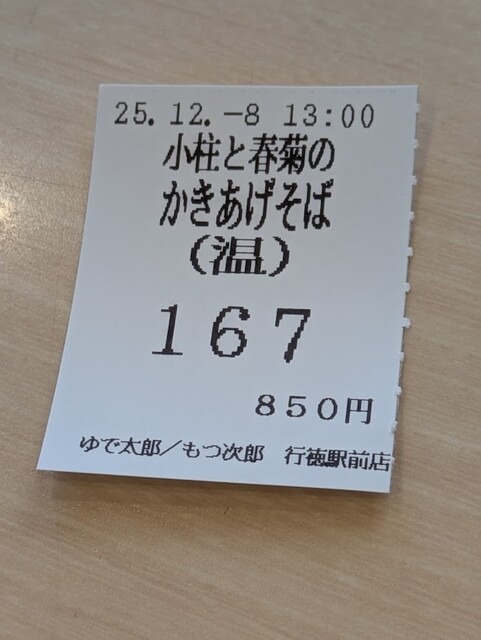 25.12.-8 13:00
小柱と春菊の
かきあげそば
(温)
167
850円
ゆで太郎／もつ次郎 行徳駅前店